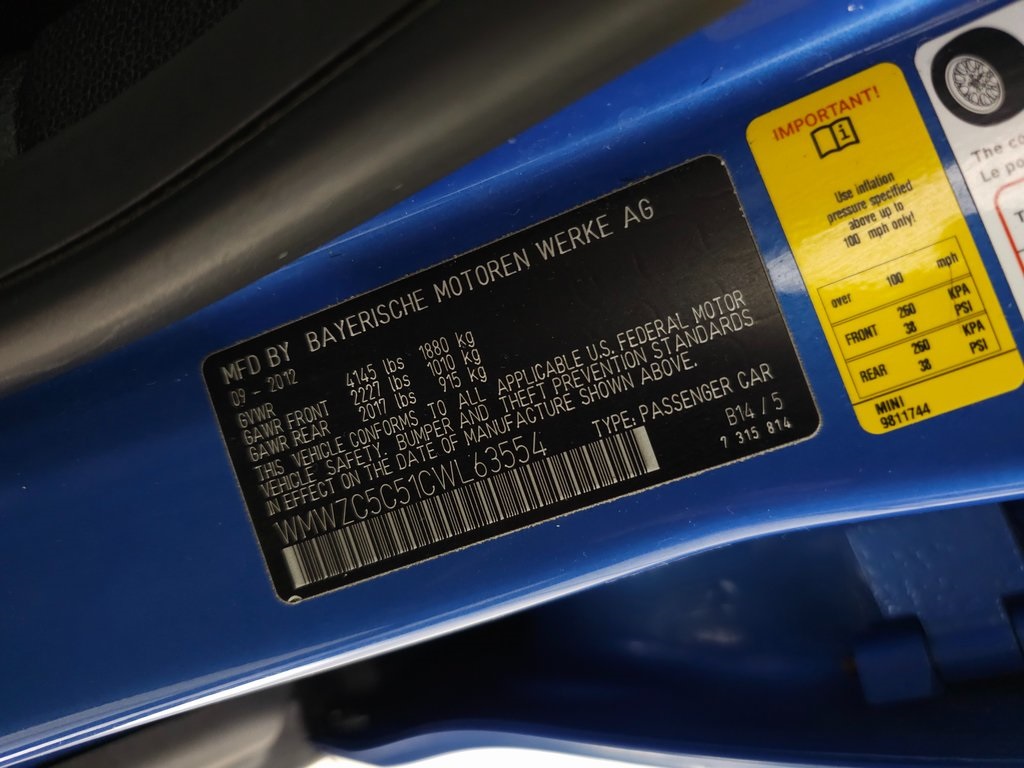 MFD BY BAYERISCHE MOTOREN WERKE AG
09 - 2012
GVWR 4145 lbs 1880 kg
GAWR FRONT 2227 lbs 1010 kg
GAWR REAR 2017 lbs 915 kg
THIS VEHICLE CONFORMS TO ALL APPLICABLE U.S. FEDERAL MOTOR
VEHICLE SAFETY, BUMPER AND THEFT PREVENTION STANDARDS
IN EFFECT ON THE DATE OF MANUFACTURE SHOWN ABOVE.
WMWZC5C51CWL63554 TYPE, PASSENGER CAR
B14 / 5
7 315 814
IMPORTANT!
i
Use inflation
pressure specified
above up to
100 mph only!
over 100 mph
FRONT 260 KPA
38 PSI
REAR 260 KPA
38 PSI
MINI
9811744
The
Le